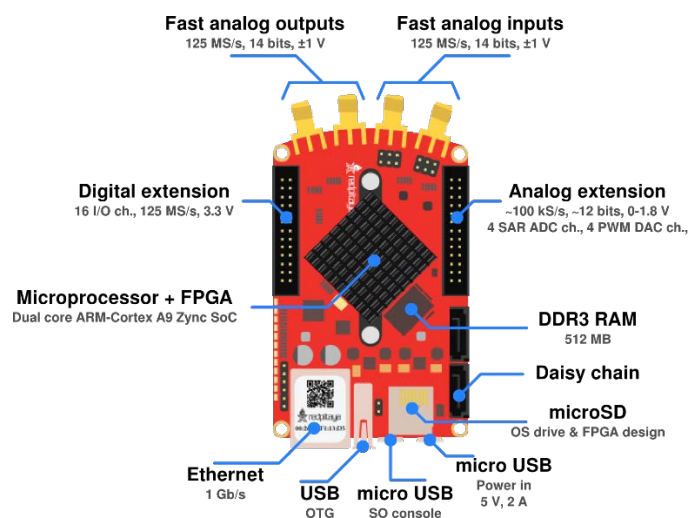 Fast analog outputs
125 MS/s, 14 bits, ±1 V
Fast analog inputs
125 MS/s, 14 bits, ±1 V
Digital extension
16 I/O ch., 125 MS/s, 3.3 V
Analog extension
~100 kS/s, ~12 bits, 0-1.8 V
4 SAR ADC ch., 4 PWM DAC ch.,
redpitaya
Microprocessor + FPGA
Dual core ARM-Cortex A9 Zync SoC
DDR3 RAM
512 MB
Daisy chain
microSD
OS drive & FPGA design
redpitaya
Ethernet
1 Gb/s
USB
OTG
micro USB
SO console
micro USB
Power in
5 V, 2 A